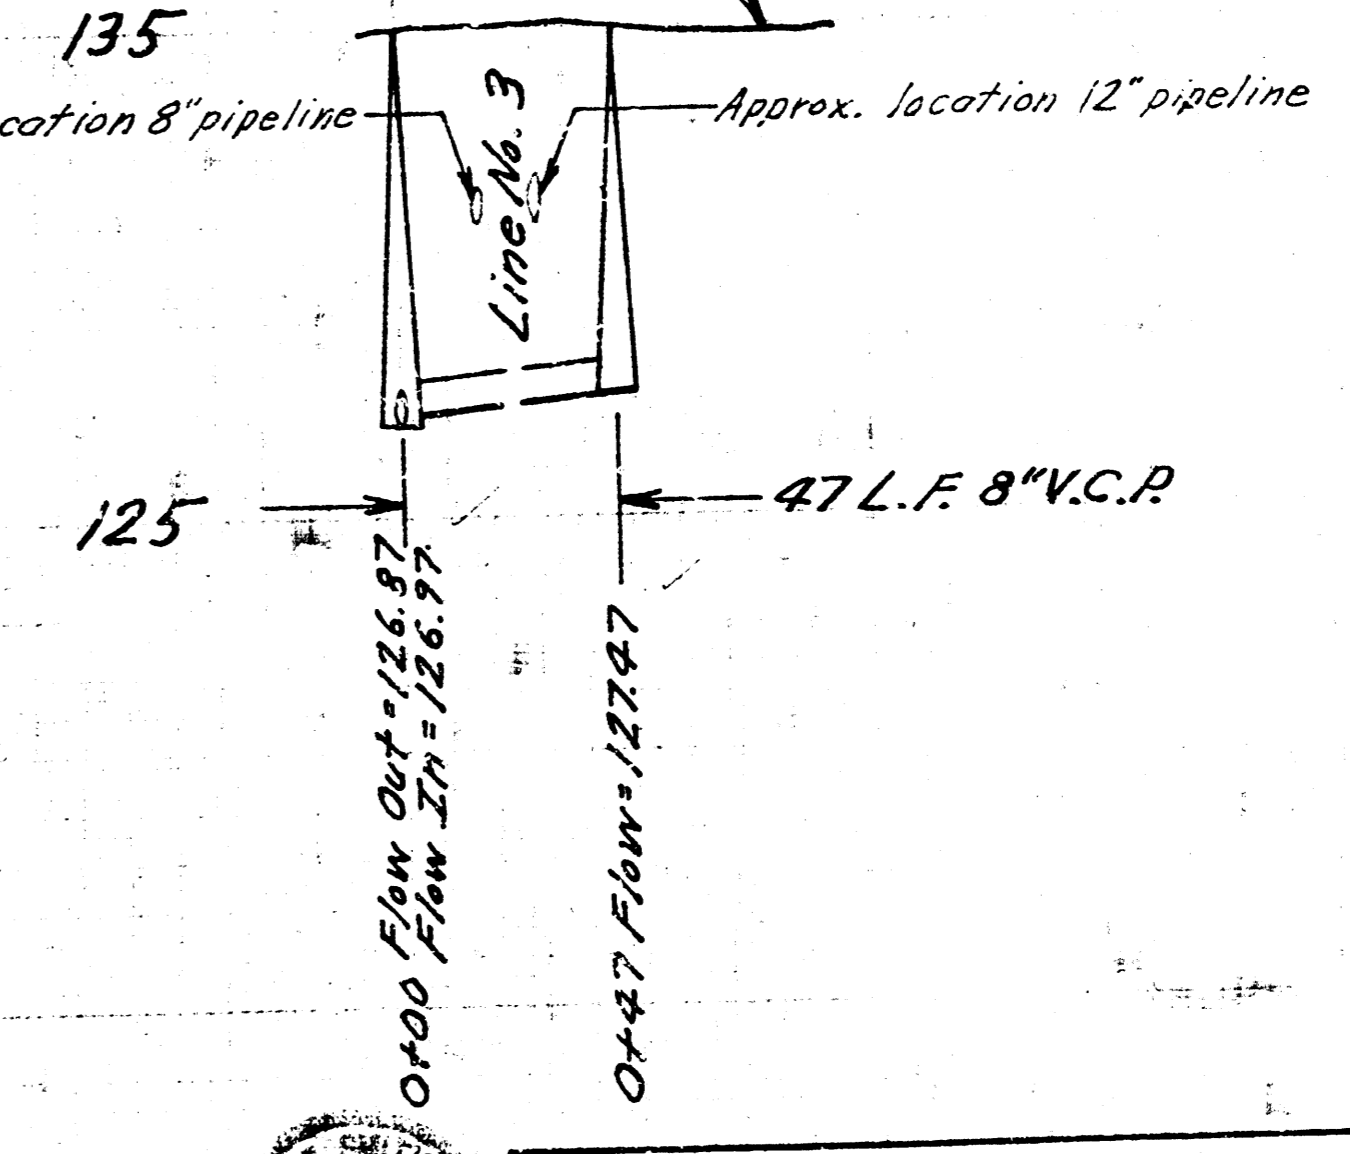 135
cation 8" pipeline
Approx. location 12" pipeline
Line No. 3
125
47 L.F. 8" V.C.P.
0+00 Flow Out = 126.87
Flow In = 126.97
0+47 Flow = 127.47